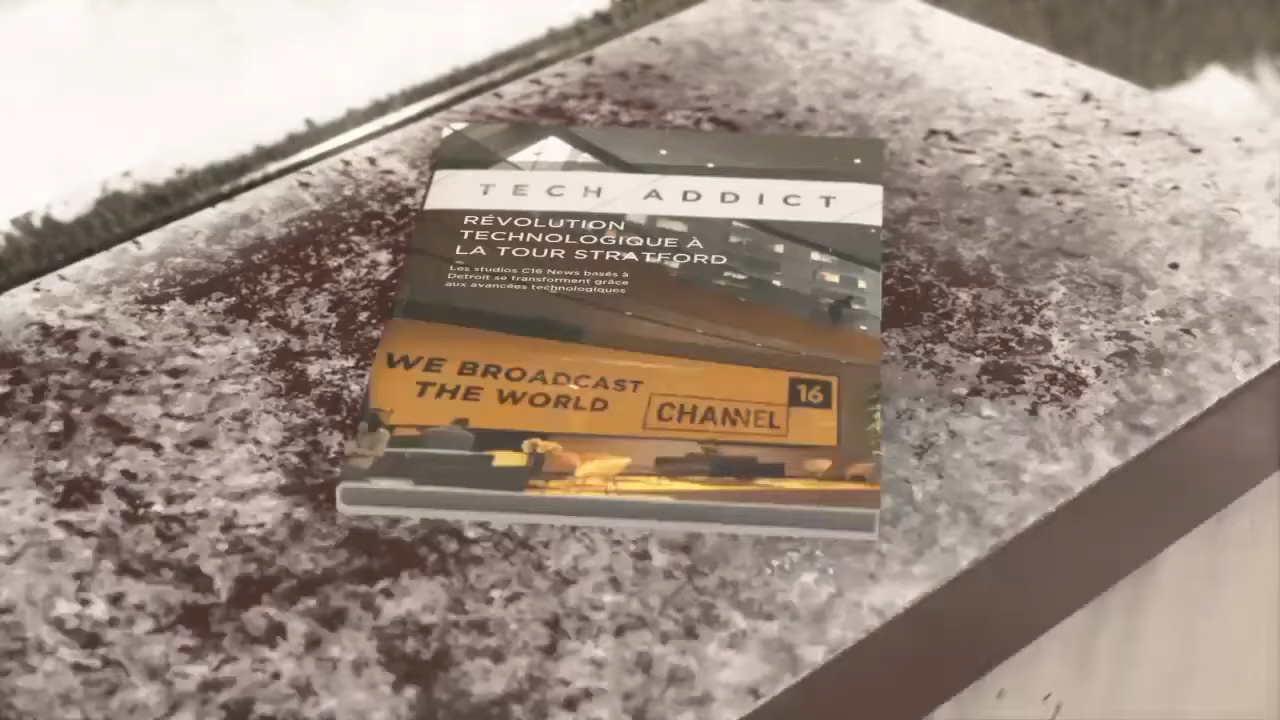 TECH ADDICT
RÉVOLUTION
TECHNOLOGIQUE À
LA TOUR STRATFORD
Les studios C16 News basés à
Detroit se transforment grâce
aux avancées technologiques
WE BROADCAST
THE WORLD
CHANNEL
16